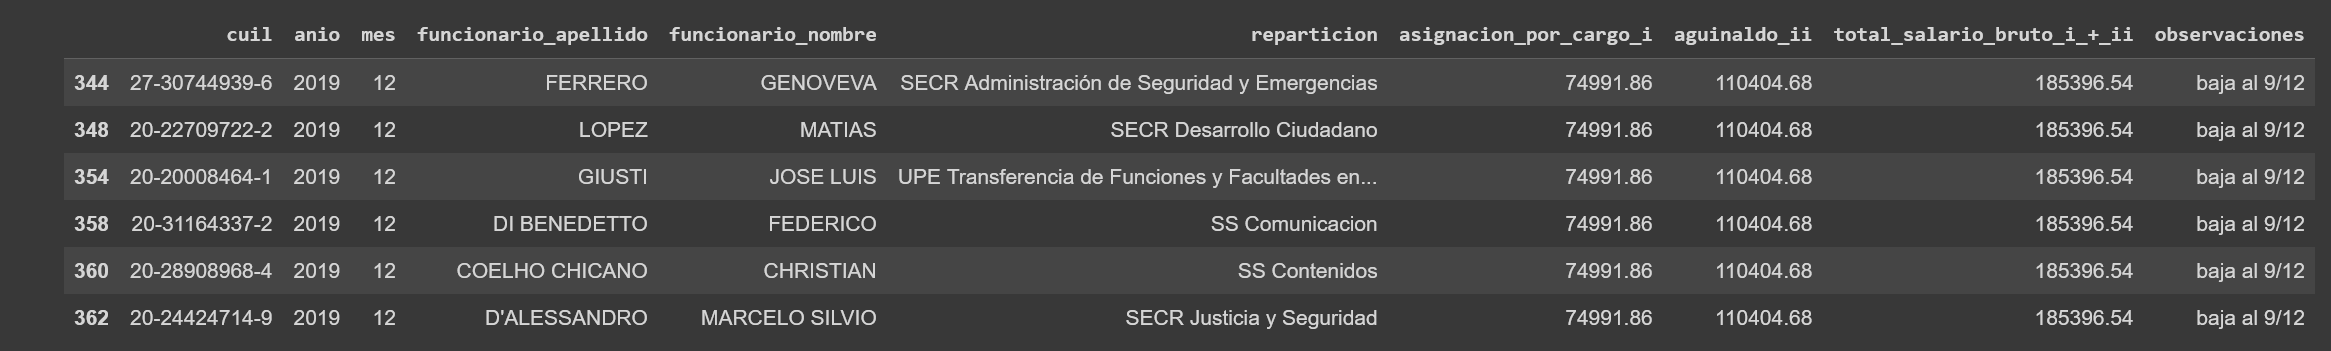 cuil anio mes funcionario_apellido funcionario_nombre reparticion asignacion_por_cargo_i aguinaldo_ii total_salario_bruto_i_+_ii observaciones
344 27-30744939-6 2019 12 FERRERO GENOVEVA SECR Administración de Seguridad y Emergencias 74991.86 110404.68 185396.54 baja al 9/12
348 20-22709722-2 2019 12 LOPEZ MATIAS SECR Desarrollo Ciudadano 74991.86 110404.68 185396.54 baja al 9/12
354 20-20008464-1 2019 12 GIUSTI JOSE LUIS UPE Transferencia de Funciones y Facultades en... 74991.86 110404.68 185396.54 baja al 9/12
358 20-31164337-2 2019 12 DI BENEDETTO FEDERICO SS Comunicacion 74991.86 110404.68 185396.54 baja al 9/12
360 20-28908968-4 2019 12 COELHO CHICANO CHRISTIAN SS Contenidos 74991.86 110404.68 185396.54 baja al 9/12
362 20-24424714-9 2019 12 D'ALESSANDRO MARCELO SILVIO SECR Justicia y Seguridad 74991.86 110404.68 185396.54 baja al 9/12